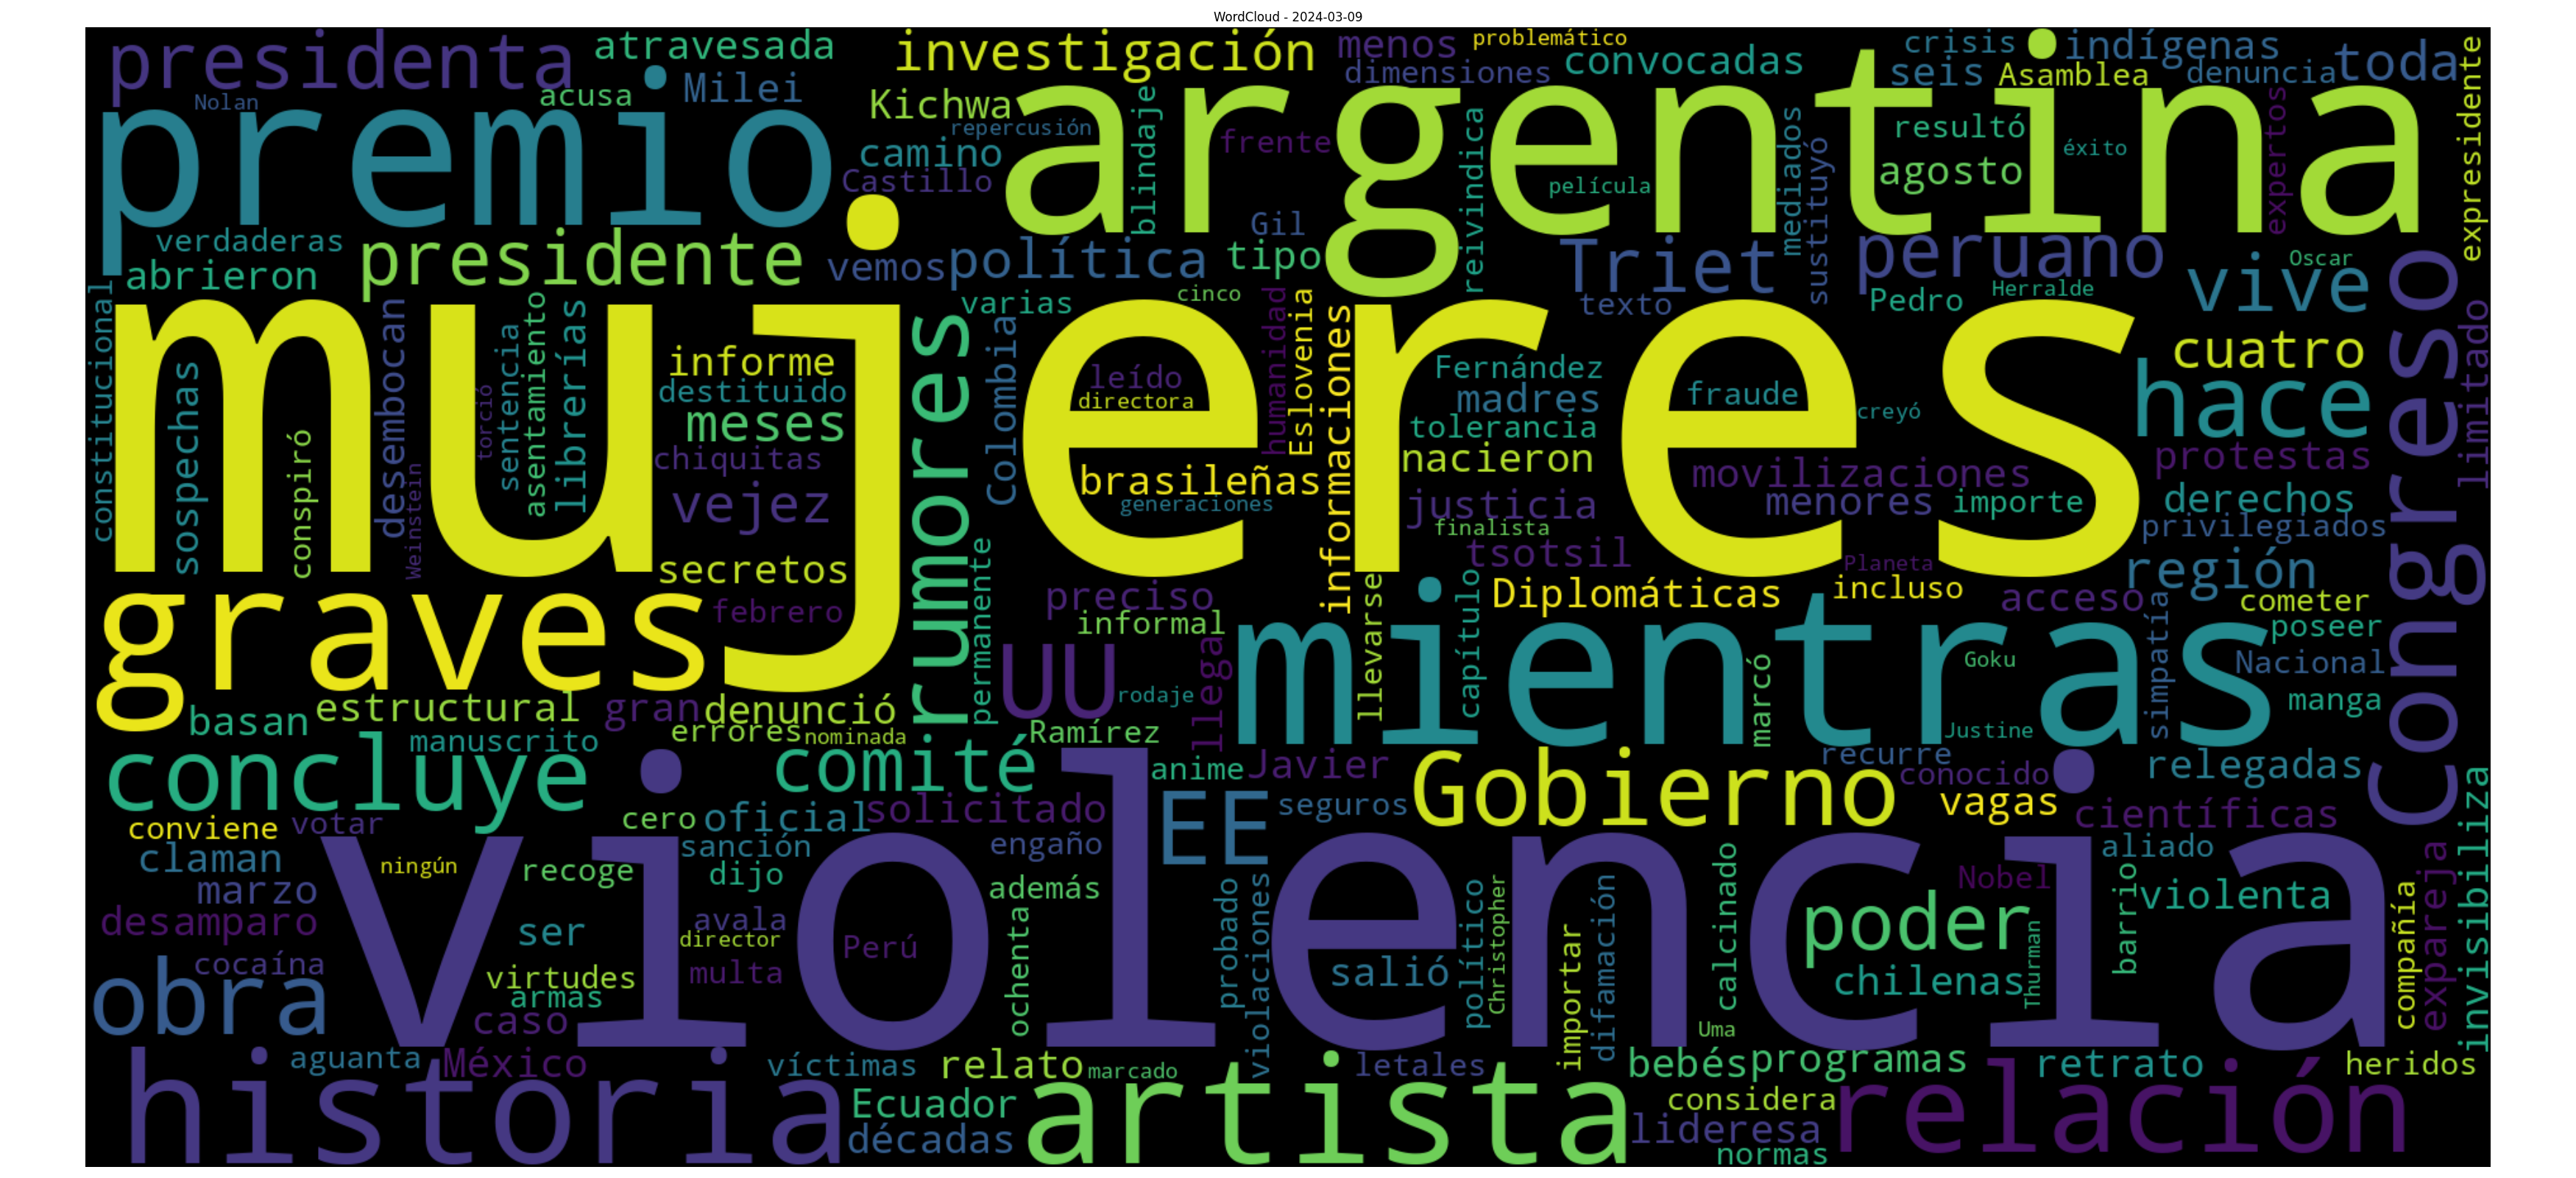 WordCloud - 2024-03-09
presidenta
atravesada
investigación
menos
problemático
crisis
indígenas
dimensiones
convocadas
seis
Asamblea
denuncia
toda
expresidente
Nolan
acusa
Milei
Kichwa
premio
argentina
repercusión
blindaje
frente
camino
Castillo
reivindica
película
mediados
sustituyó
resultó
éxito
agosto
expertos
verdaderas
abrieron
presidente
vemos
política
Gil
tipo
Triet
texto
peruano
Pedro
Oscar
Herralde
vive
Congreso
constitucional
mujeres
varias
cinco
humanidad
Eslovenia
informaciones
Colombia
rumores
sospechas
conspiró
desembocan
Weinstein
torció
sentencia
asentamiento
librerías
informe
destituido
meses
chiquitas
vejez
secretos
febrero
leído
directora
brasileñas
generaciones
Fernández
madres
tolerancia
nacieron
justicia
finalista
tsotsil
fraude
creyó
movilizaciones
menores
importe
cuatro
hace
limitado
protestas
derechos
privilegiados
región
Planeta
Diplomáticas
incluso
acceso
cometer
poseer
graves
permanente
preciso
informal
UU
rodaje
llega
llevarse
capítulo
mientras
marcó
Goku
Justine
simpatía
Nacional
manga
basan
estructural
gran
denunció
errores
nominada
Ramírez
manuscrito
concluye
comité
anime
Javier
Gobierno
recurre
conocido
relegadas
invisibiliza
conviene
votar
cero
oficial
solicitado
EE
seguros
vagas
científicas
claman
marzo
desamparo
ningún
recoge
sanción
dijo
engaño
además
violencia
ser
avala
director
multa
Perú
ochenta
probado
violaciones
salió
político
Christopher
importar
difamación
calcinado
Nobel
poder
chilenas
Thurman
Uma
barrio
aliado
violenta
compañía
expareja
cocaína
obra
virtudes
armas
caso
aguanta
México
víctimas
relato
marcado
letales
bebés
programas
retrato
heridos
historia
Ecuador
décadas
artista
considera
lideresa
normas
relación